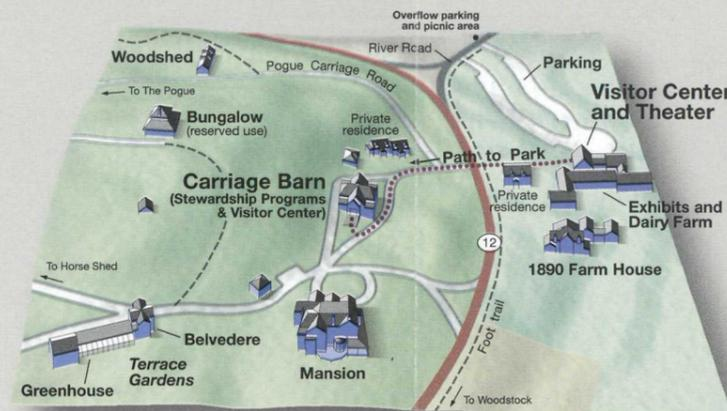 Overflow parking
and picnic area
River Road
Woodshed
Parking
Pogue Carriage Road
To The Pogue
Visitor Center
and Theater
Bungalow
(reserved use)
Private
residence
Path to Park
Carriage Barn
(Stewardship Programs
& Visitor Center)
Private
residence
Exhibits and
Dairy Farm
12
1890 Farm House
To Horse Shed
Foot trail
Belvedere
Terrace
Gardens
Mansion
Greenhouse
To Woodstock